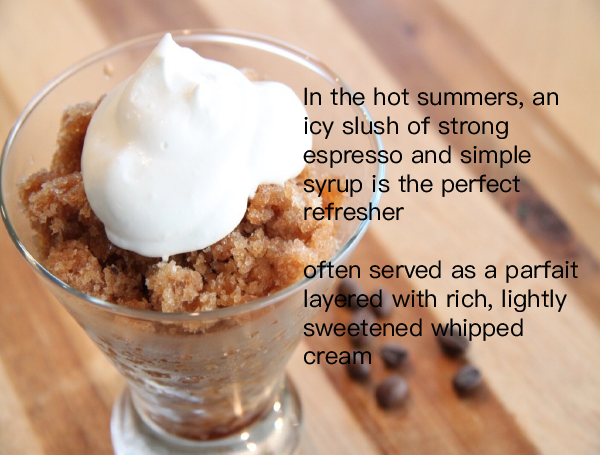 In the hot summers, an
icy slush of strong
espresso and simple
syrup is the perfect
refresher
often served as a parfait
layered with rich, lightly
sweetened whipped
cream